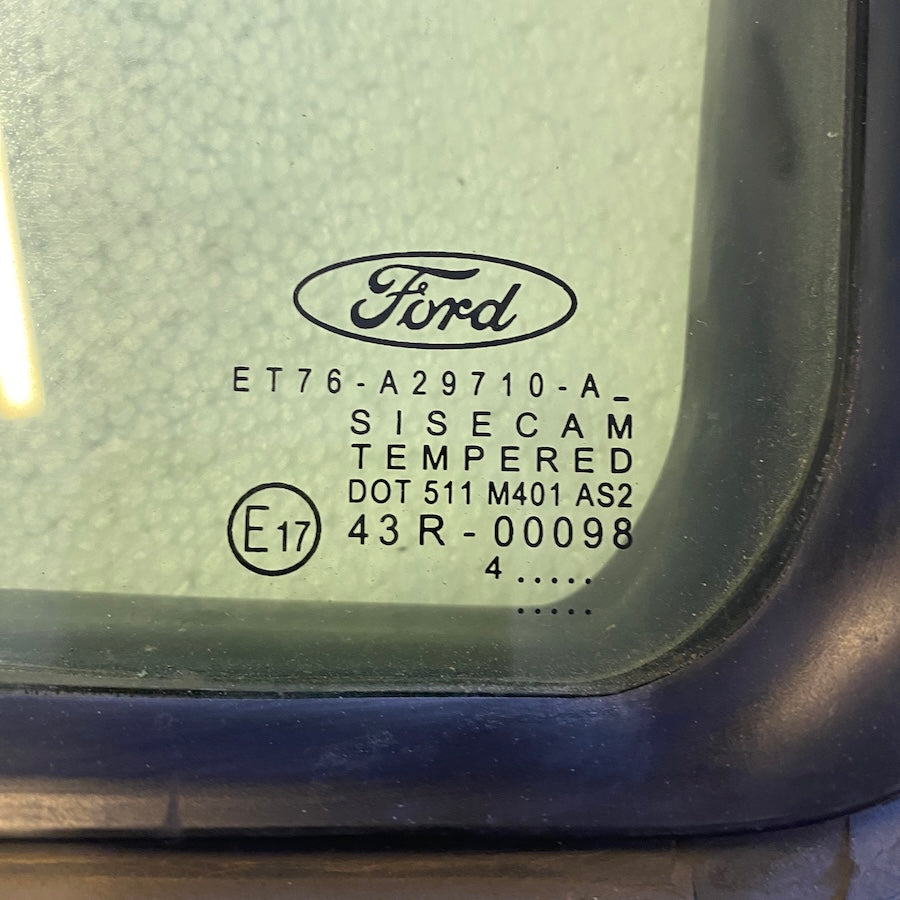 Ford
ET76-A29710-A_
SISECAM
TEMPERED
DOT 511 M401 AS2
E17 43R-00098
4 .....
.....